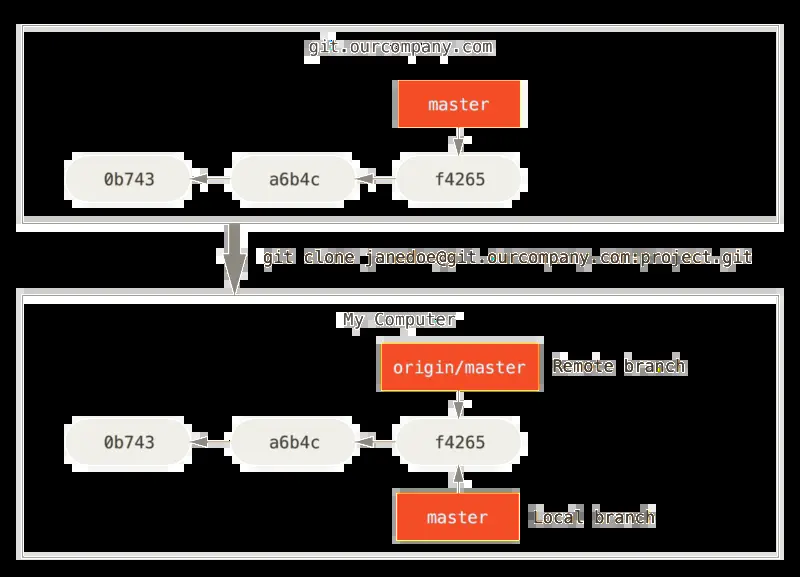 git.ourcompany.com
master
0b743 a6b4c f4265
git clone janedoe@git.ourcompany.com:project.git
My Computer
origin/master Remote branch
0b743 a6b4c f4265
master Local branch